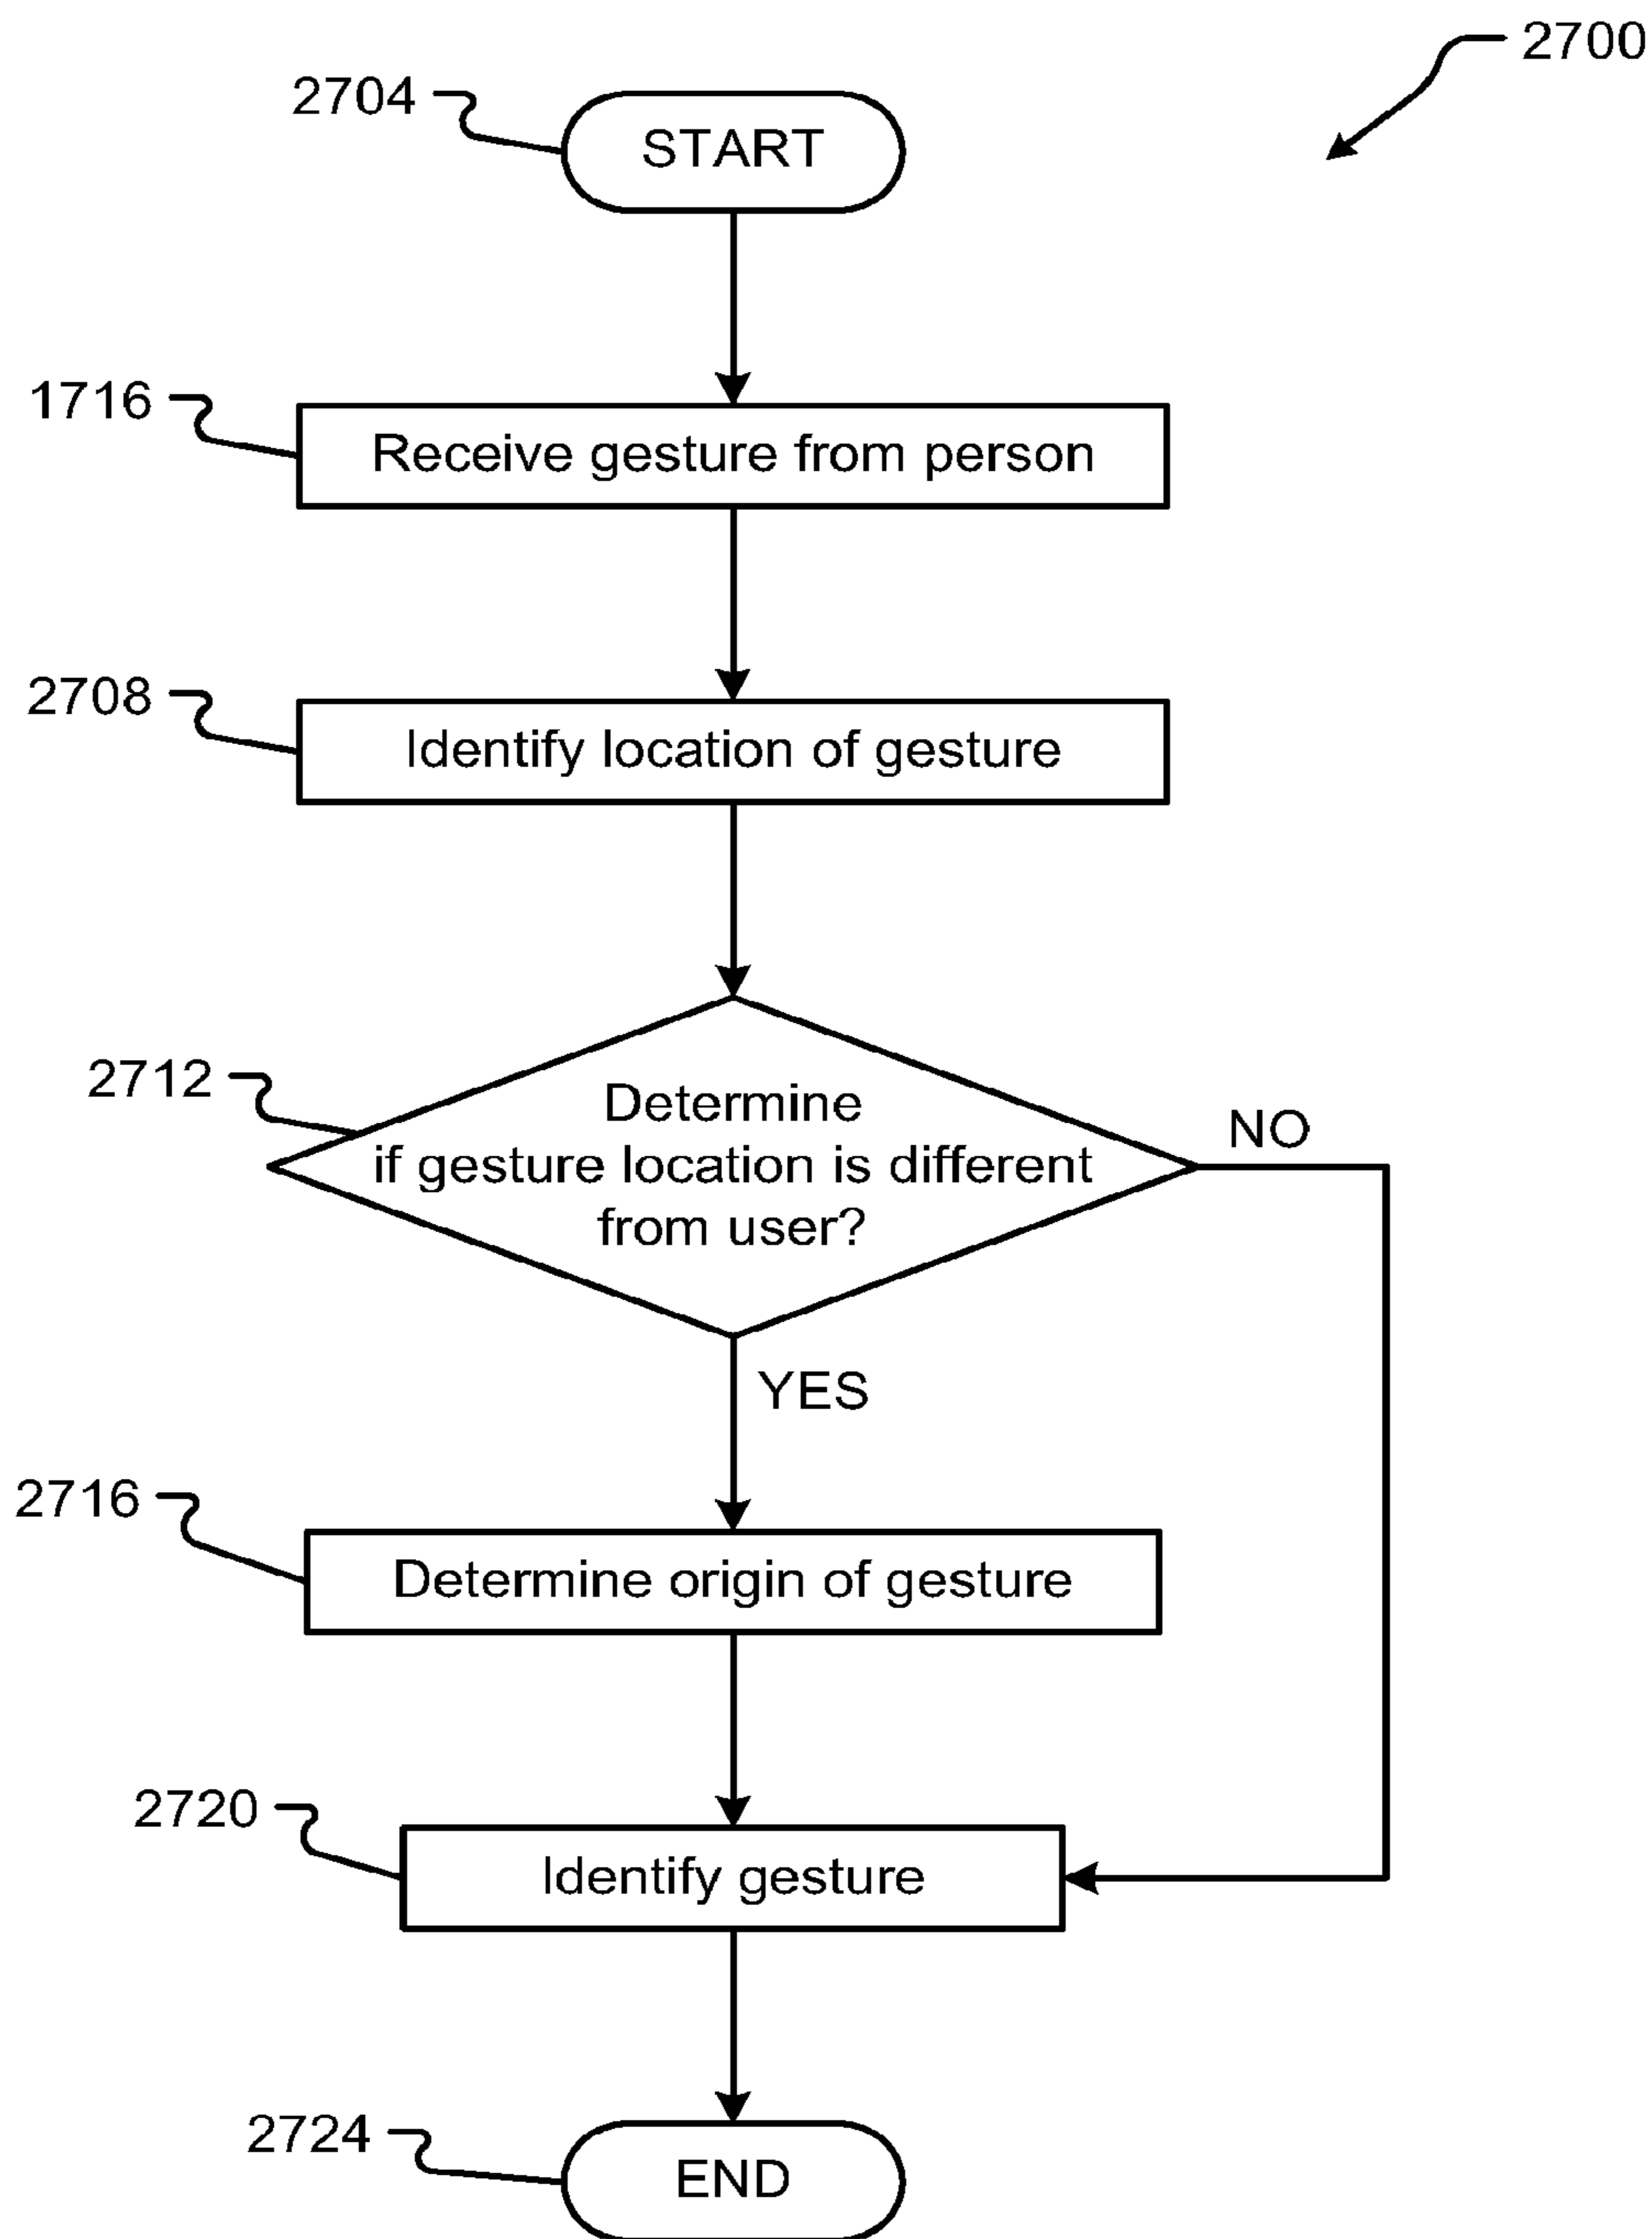 2700
2704
START
1716
Receive gesture from person
2708
Identify location of gesture
2712
Determine
if gesture location is different
from user?
NO
YES
2716
Determine origin of gesture
2720
Identify gesture
2724
END